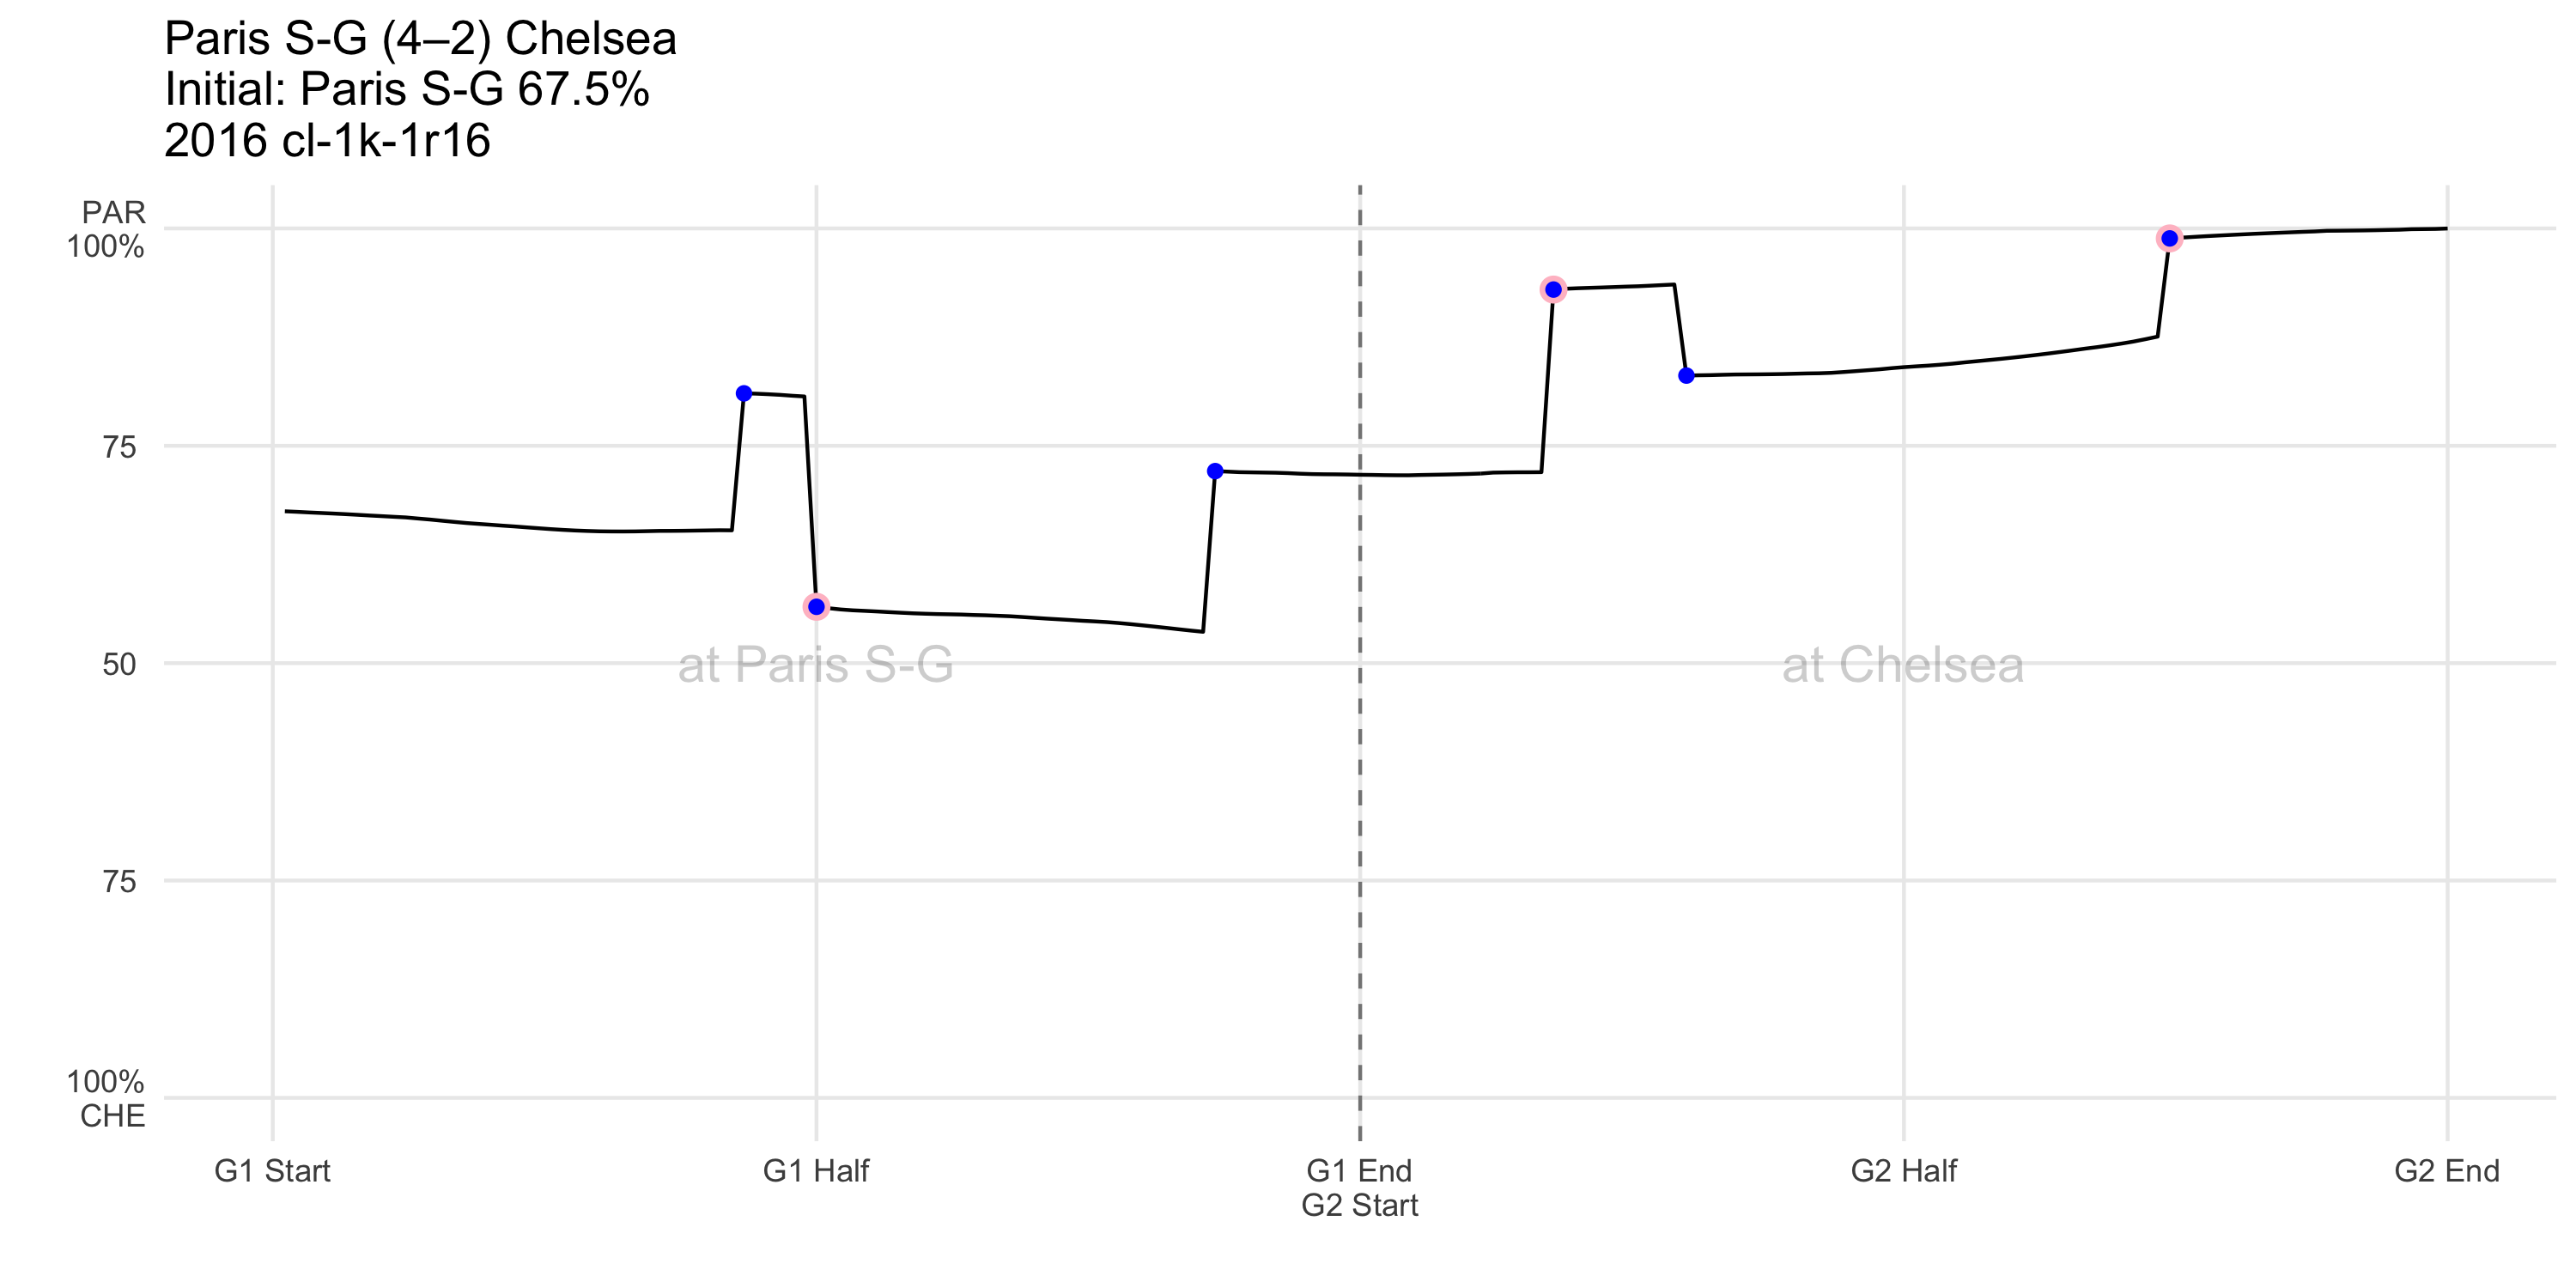 Paris S-G (4–2) Chelsea
Initial: Paris S-G 67.5%
2016 cl-1k-1r16
PAR
100%
75
50
75
100%
CHE
at Paris S-G
at Chelsea
G1 Start
G1 Half
G1 End
G2 Start
G2 Half
G2 End